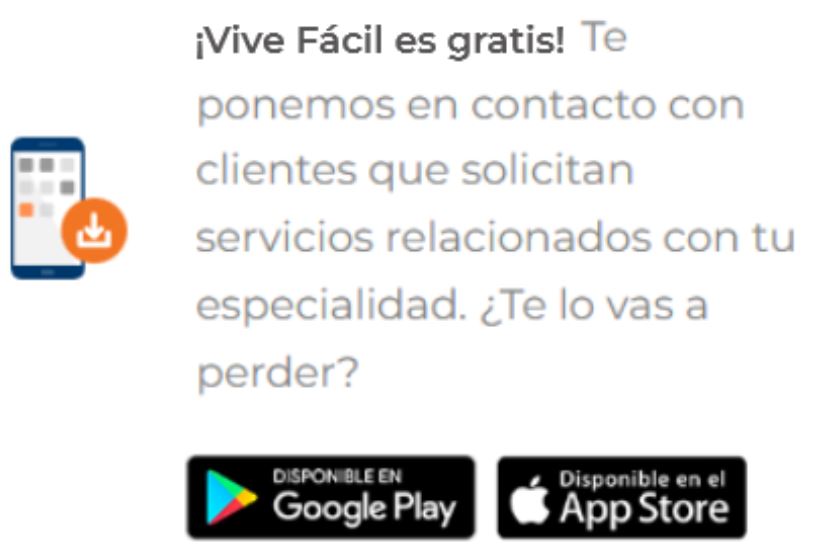 ¡Vive Fácil es gratis! Te
ponemos en contacto con
clientes que solicitan
servicios relacionados con tu
especialidad. ¿Te lo vas a
perder?
DISPONIBLE EN
Google Play
Disponible en el
App Store